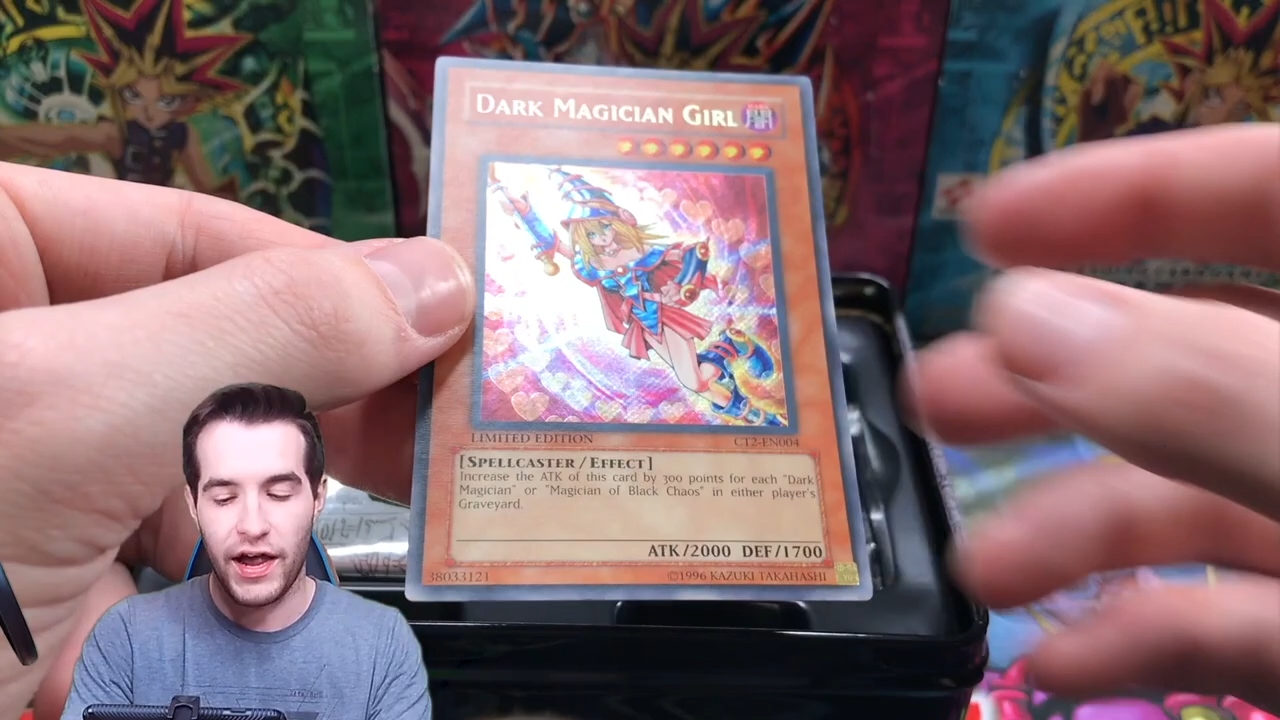 DARK MAGICIAN GIRL
LIMITED EDITION
CT2-EN004
[SPELLCASTER/EFFECT]
Increase the ATK of this card by 300 points for each "Dark
Magician" or "Magician of Black Chaos" in either player's
Graveyard.
ATK/2000 DEF/1700
38033121
©1996 KAZUKI TAKAHASHI